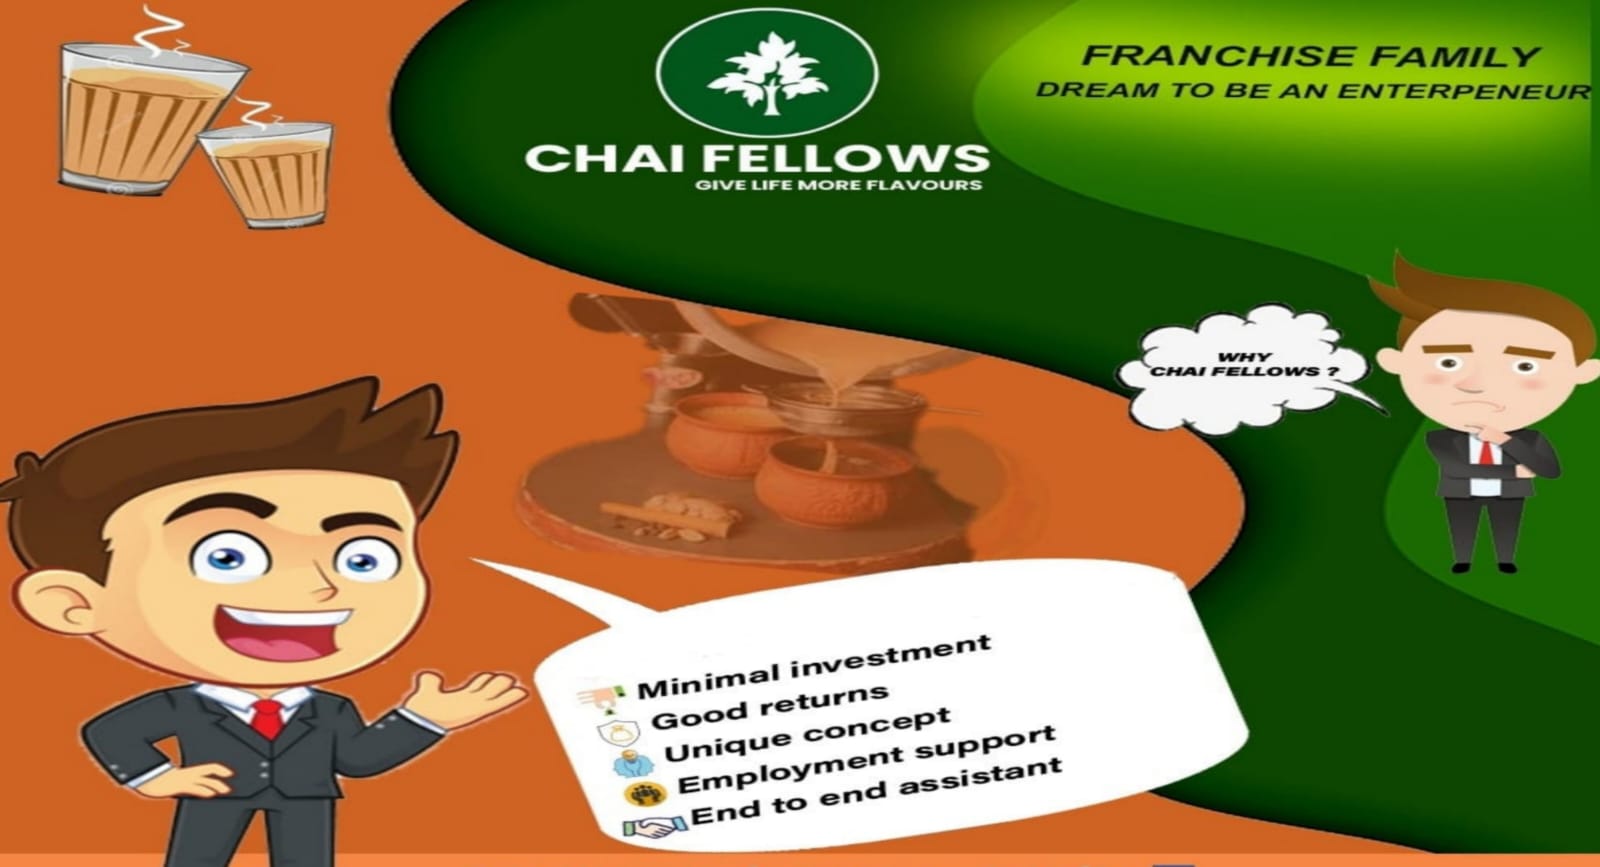 CHAI FELLOWS
GIVE LIFE MORE FLAVOURS
FRANCHISE FAMILY
DREAM TO BE AN ENTERPENEUR
WHY
CHAI FELLOWS ?
Minimal investment
Good returns
Unique concept
Employment support
End to end assistant